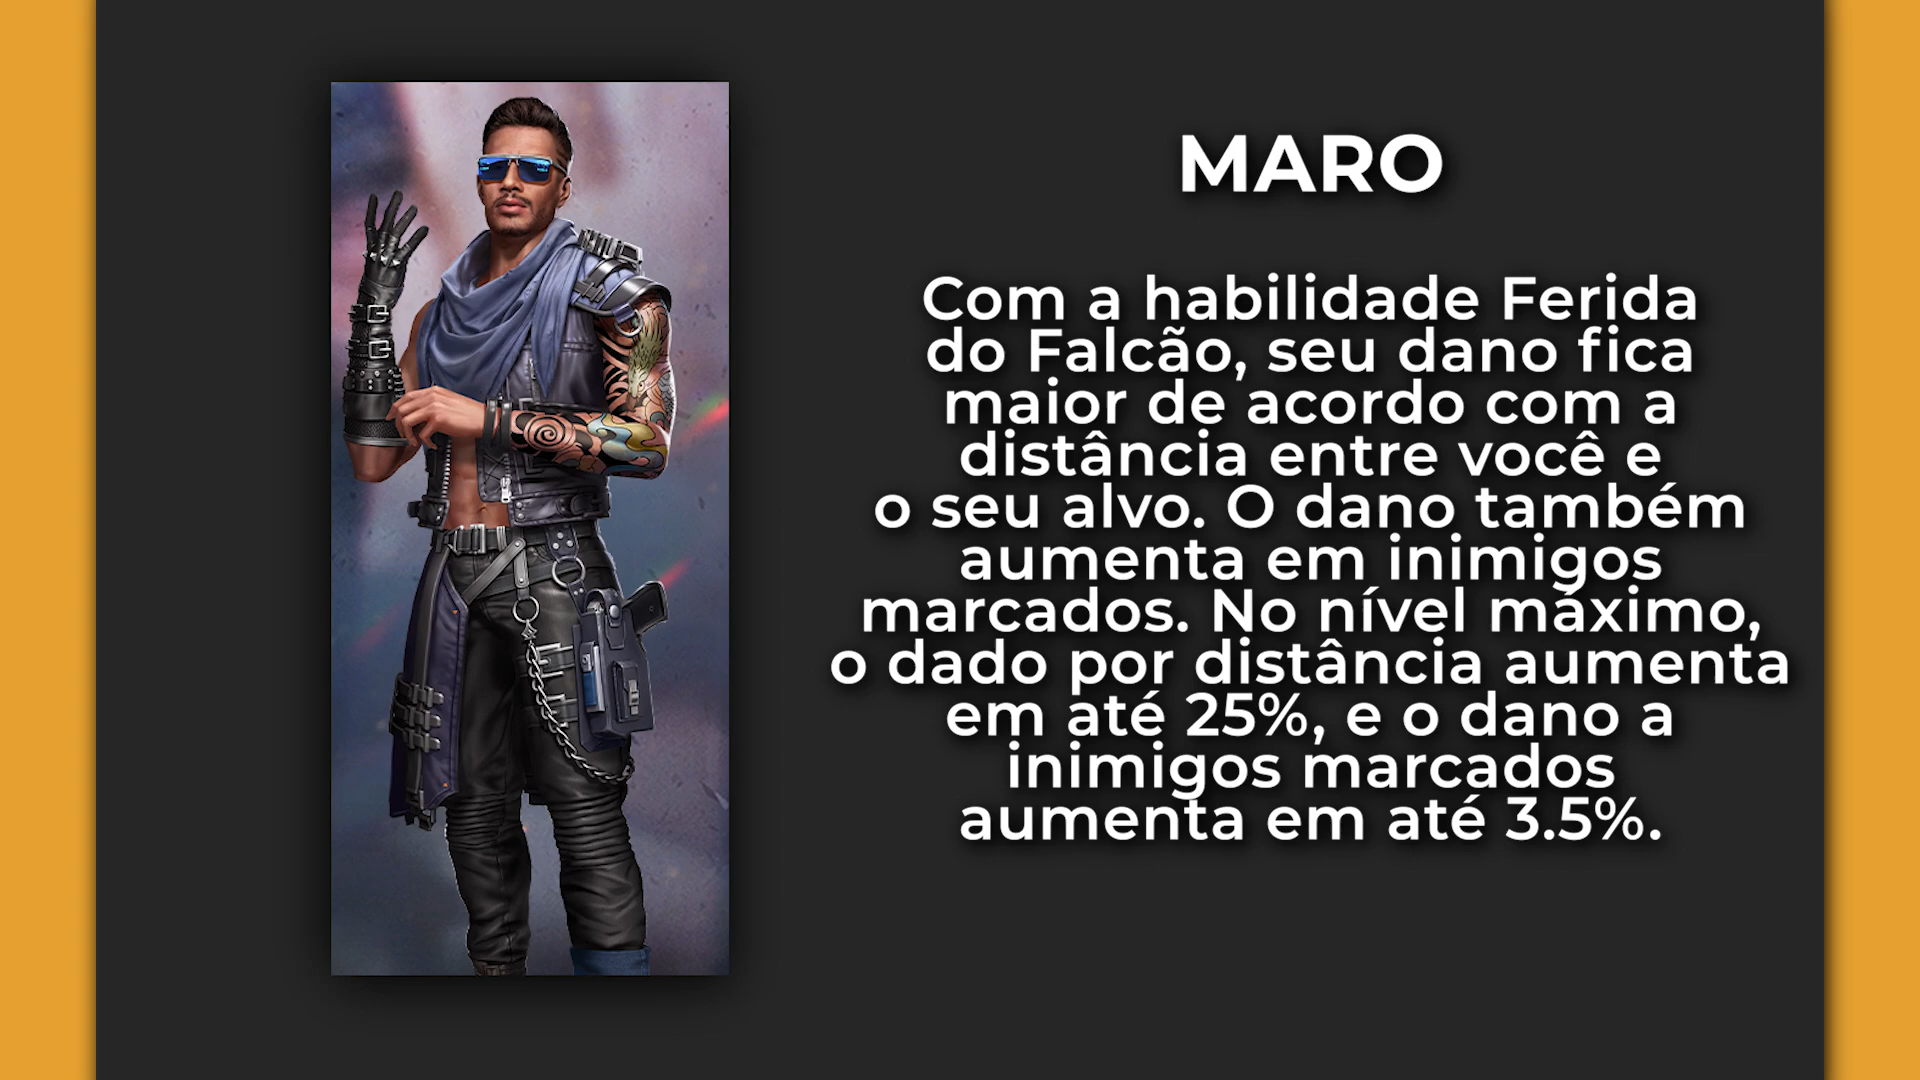 MARO
Com a habilidade Ferida
do Falcão, seu dano fica
maior de acordo com a
distância entre você e
o seu alvo. O dano também
aumenta em inimigos
marcados. No nível máximo,
o dado por distância aumenta
em até 25%, e o dano a
inimigos marcados
aumenta em até 3.5%.